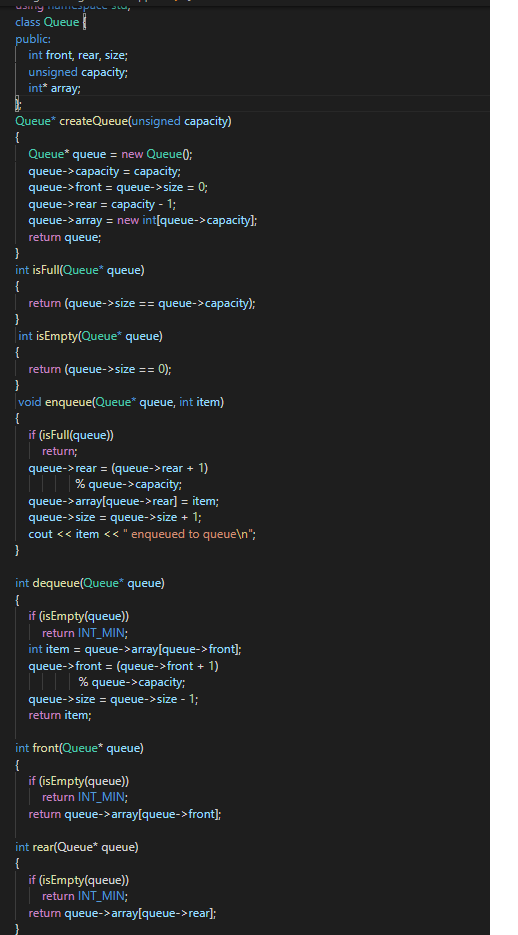 using namespace std;
class Queue {
public:
    int front, rear, size;
    unsigned capacity;
    int* array;
};
Queue* createQueue(unsigned capacity)
{
    Queue* queue = new Queue();
    queue->capacity = capacity;
    queue->front = queue->size = 0;
    queue->rear = capacity - 1;
    queue->array = new int[queue->capacity];
    return queue;
}
int isFull(Queue* queue)
{
    return (queue->size == queue->capacity);
}
int isEmpty(Queue* queue)
{
    return (queue->size == 0);
}
void enqueue(Queue* queue, int item)
{
    if (isFull(queue))
        return;
    queue->rear = (queue->rear + 1)
                  % queue->capacity;
    queue->array[queue->rear] = item;
    queue->size = queue->size + 1;
    cout << item << " enqueued to queue\n";
}
int dequeue(Queue* queue)
{
    if (isEmpty(queue))
        return INT_MIN;
    int item = queue->array[queue->front];
    queue->front = (queue->front + 1)
                   % queue->capacity;
    queue->size = queue->size - 1;
    return item;
int front(Queue* queue)
{
    if (isEmpty(queue))
        return INT_MIN;
    return queue->array[queue->front];
int rear(Queue* queue)
{
    if (isEmpty(queue))
        return INT_MIN;
    return queue->array[queue->rear];
}